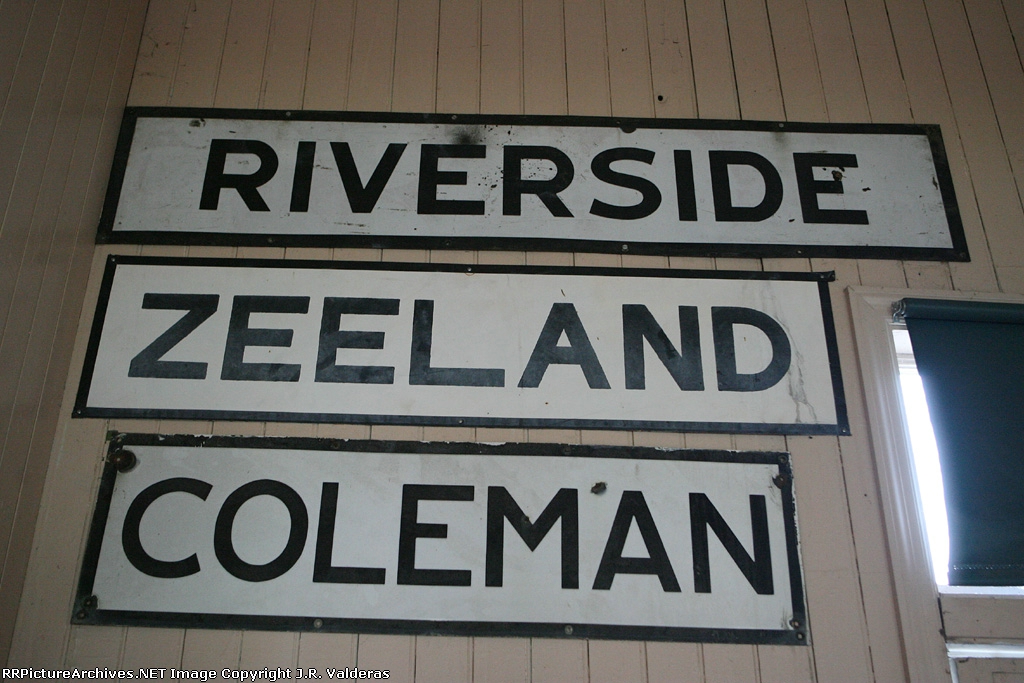 RIVERSIDE
ZEELAND
COLEMAN
RRPictureArchives.NET Image Copyright J.R. Valderas